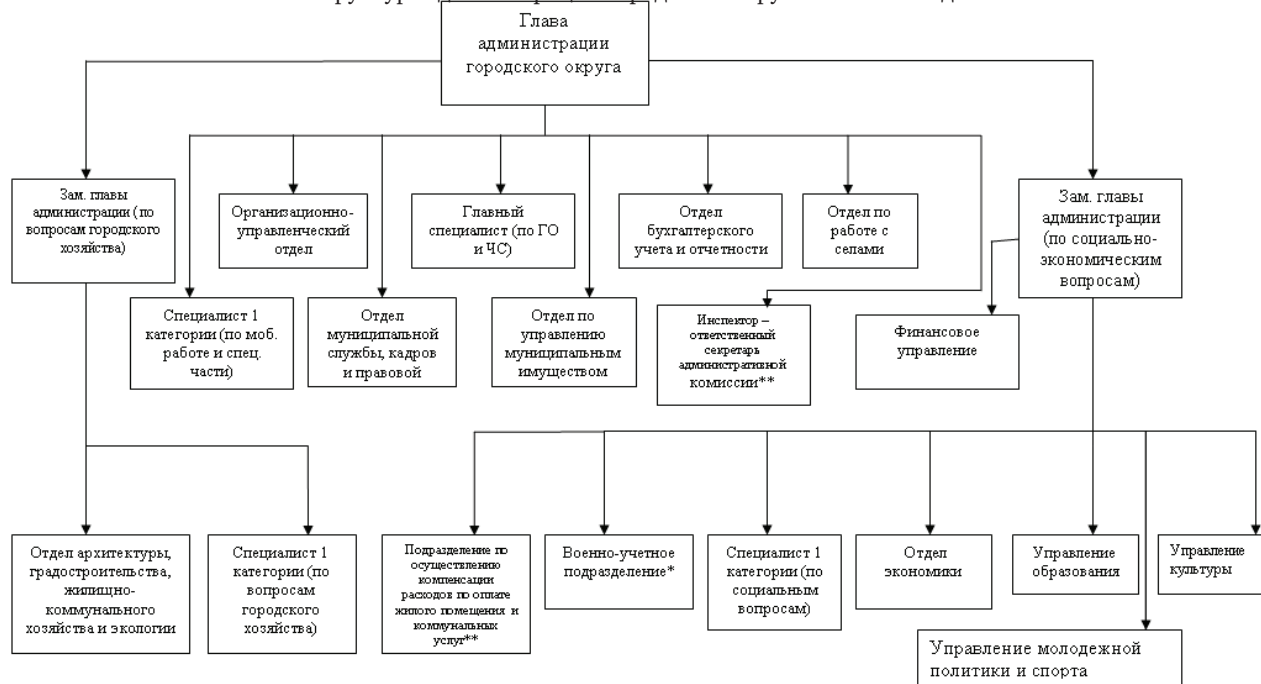 Глава
администрации
городского округа
Зам. главы
администрации (по
вопросам городского
хозяйства)
Организационно-
управленческий
отдел
Главный
специалист (по ГО
и ЧС)
Отдел
бухгалтерского
учета и отчетности
Отдел по
работе с
селами
Зам. главы
администрации
(по социально-
экономическим
вопросам)
Специалист 1
категории (по моб.
работе и спец.
части)
Отдел
муниципальной
службы, кадров
и правовой
Отдел по
управлению
муниципальным
имуществом
Инспектор –
ответственный
секретарь
административной
комиссии**
Финансовое
управление
Отдел архитектуры,
градостроительства,
жилищно-
коммунального
хозяйства и экологии
Специалист 1
категории (по
вопросам
городского
хозяйства)
Подразделение по
осуществлению
компенсации
расходов по оплате
жилого помещения и
коммунальных
услуг**
Военно-учетное
подразделение*
Специалист 1
категории (по
социальным
вопросам)
Отдел
экономики
Управление
образования
Управление
культуры
Управление молодежной
политики и спорта